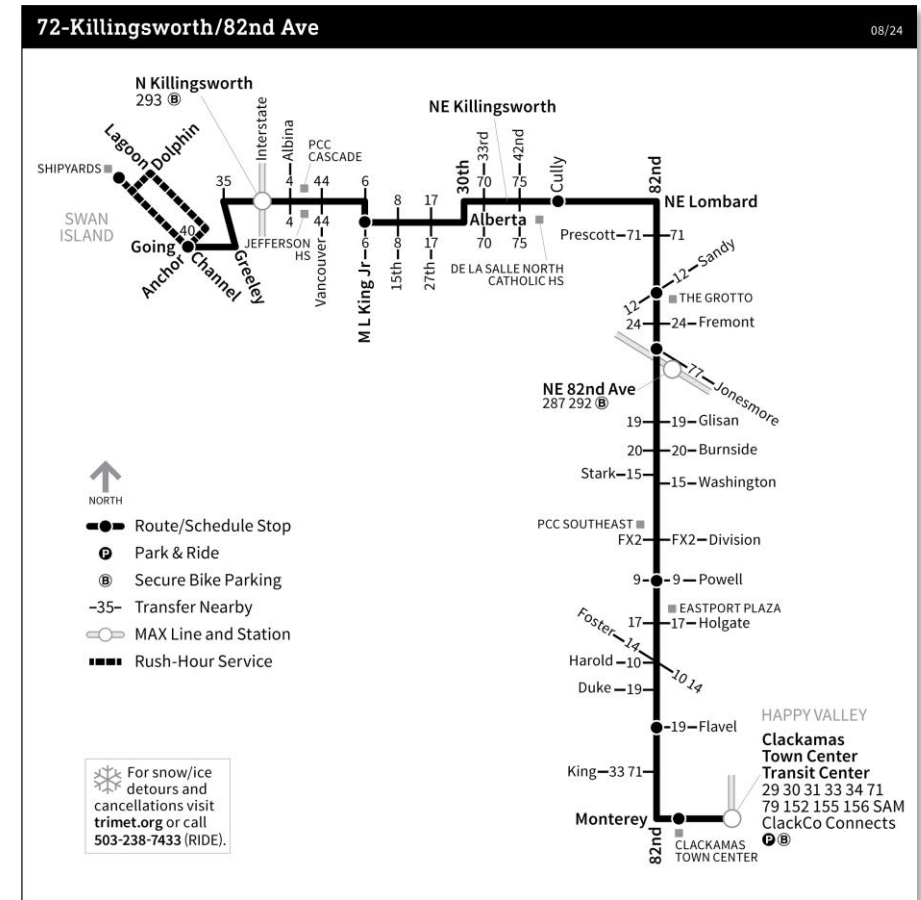 72-Killingsworth/82nd Ave
08/24
N Killingsworth
293 Ⓑ
Interstate
Albina
PCC
CASCADE
NE Killingsworth
33rd
42nd
30th
82nd
Lagoon
Dolphin
SHIPYARDS
35
4
44
6
70
75
Cully
NE Lombard
SWAN
ISLAND
40
Going
Anchor
Channel
Greeley
4
44
JEFFERSON
HS
Vancouver
6
M L King Jr
8
8
15th
17
17
27th
Alberta
70
75
DE LA SALLE NORTH
CATHOLIC HS
Prescott
71
71
12
12
Sandy
THE GROTTO
24
24
Fremont
77
Jonesmore
NE 82nd Ave
287 292 Ⓑ
19
19
Glisan
20
20
Burnside
Stark
15
15
Washington
PCC SOUTHEAST
FX2
FX2
Division
9
9
Powell
EASTPORT PLAZA
17
17
Holgate
Foster
14
Harold
10
10 14
Duke
19
19
Flavel
King
33 71
HAPPY VALLEY
Clackamas
Town Center
Transit Center
29 30 31 33 34 71
79 152 155 156 SAM
ClackCo Connects
Ⓟ Ⓑ
Monterey
82nd
CLACKAMAS
TOWN CENTER
NORTH
Route/Schedule Stop
Ⓟ Park & Ride
Ⓑ Secure Bike Parking
–35– Transfer Nearby
MAX Line and Station
Rush-Hour Service
For snow/ice
detours and
cancellations visit
trimet.org or call
503-238-7433 (RIDE).